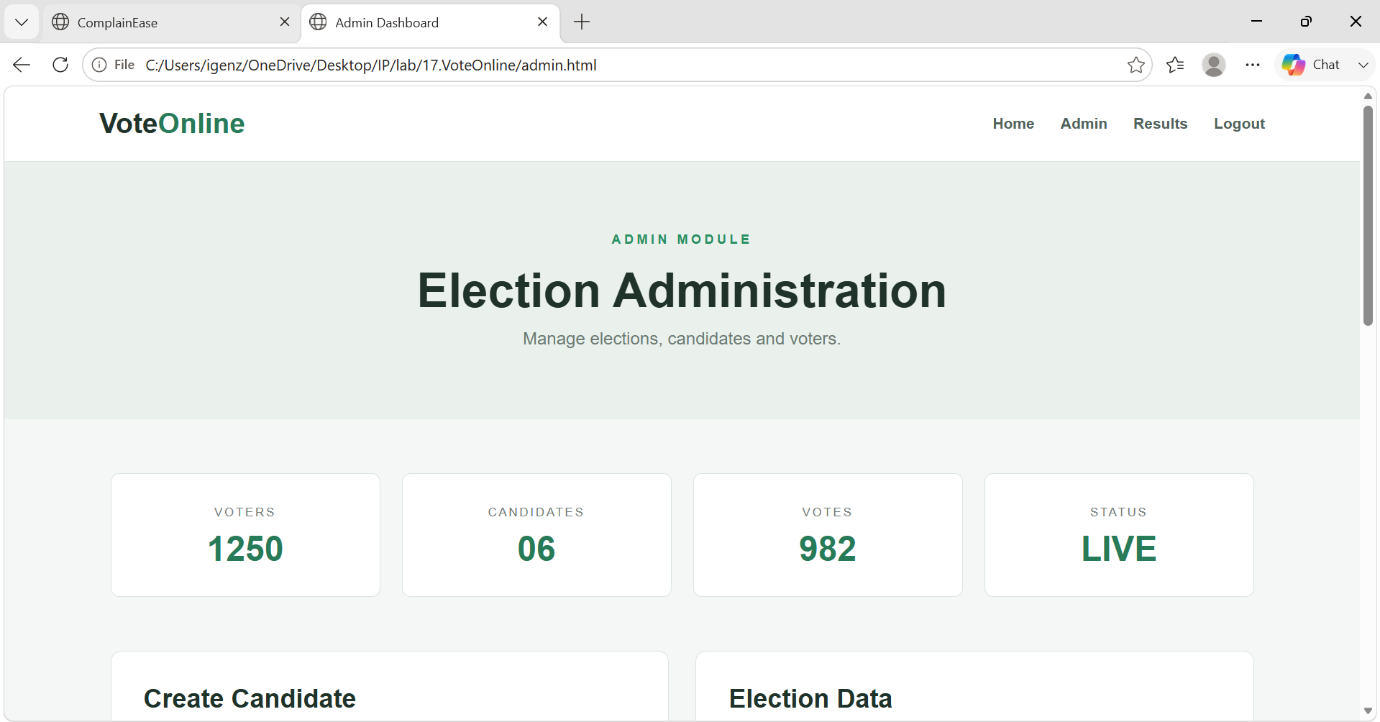 ComplainEase
Admin Dashboard
File C:/Users/igenz/OneDrive/Desktop/IP/lab/17.VoteOnline/admin.html
Chat
VoteOnline
Home Admin Results Logout
ADMIN MODULE
Election Administration
Manage elections, candidates and voters.
VOTERS CANDIDATES VOTES STATUS
1250 06 982 LIVE
Create Candidate Election Data